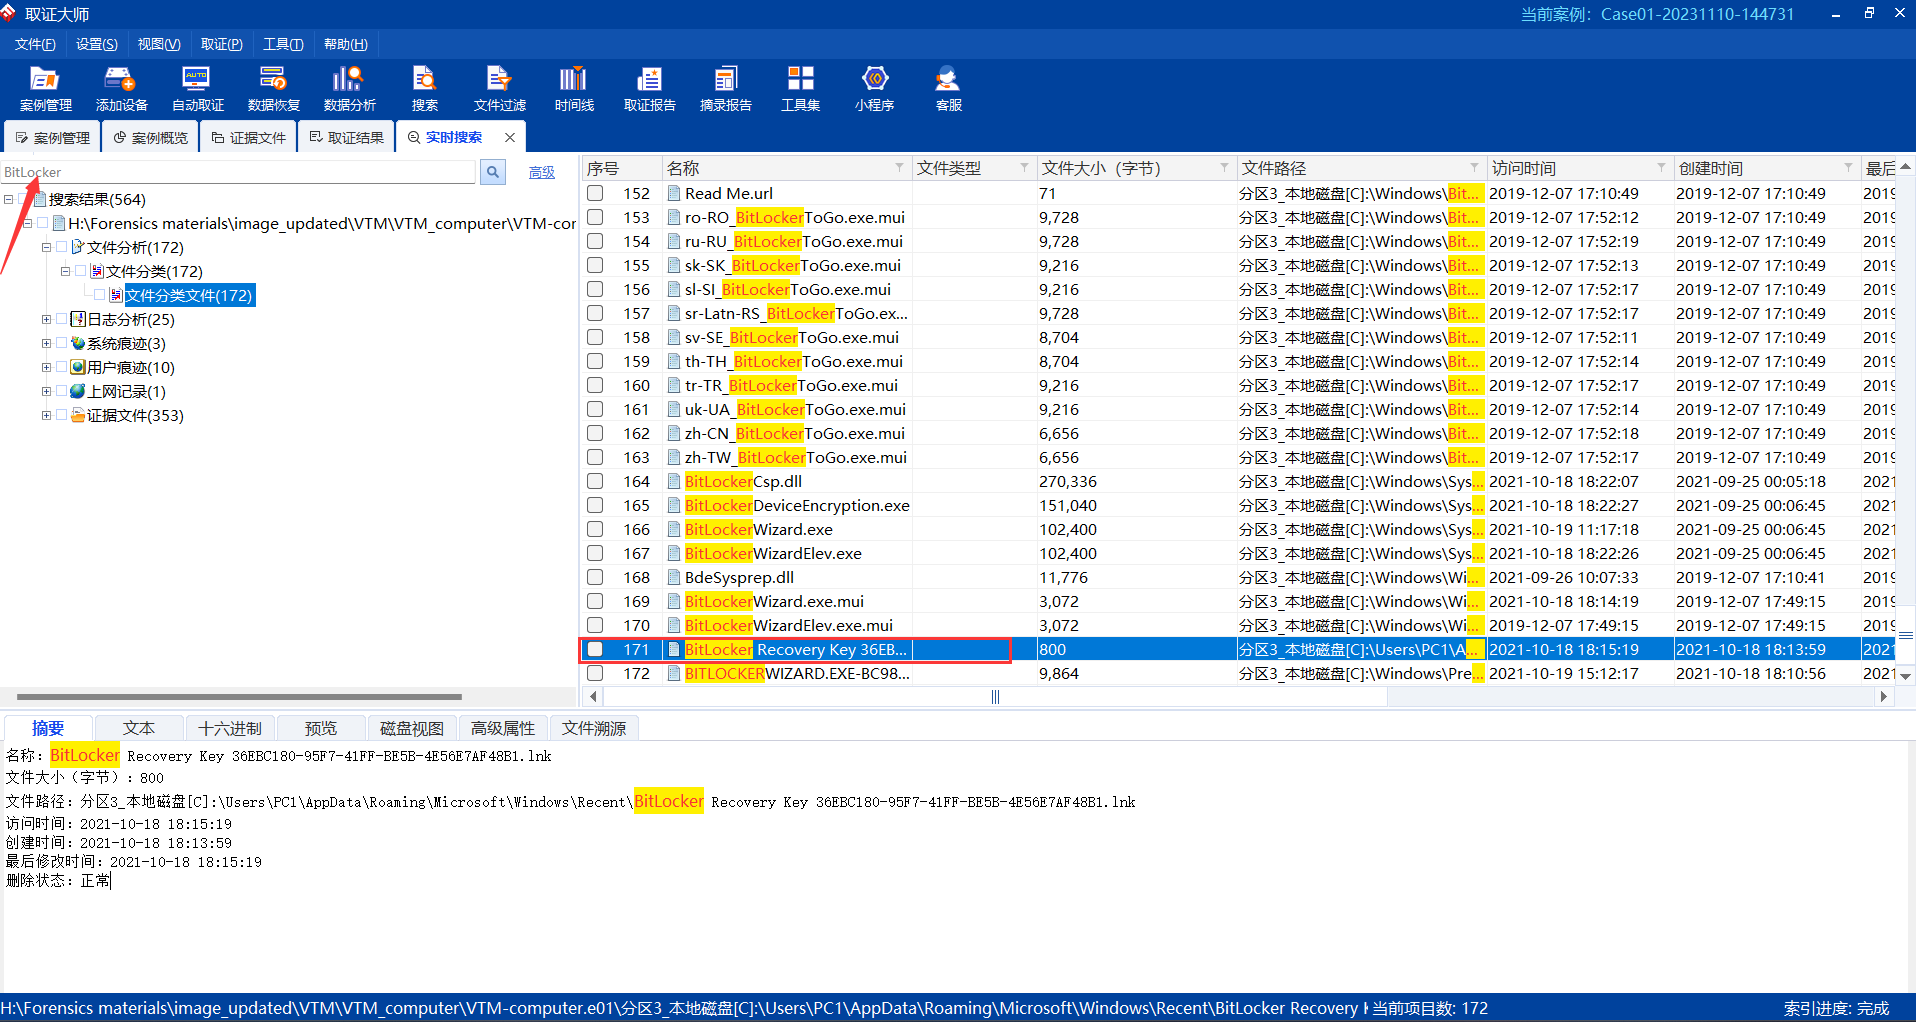 取证大师
当前案例：Case01-20231110-144731
文件(F) 设置(S) 视图(V) 取证(P) 工具(T) 帮助(H)
案例管理 添加设备 自动取证 数据恢复 数据分析 搜索 文件过滤 时间线 取证报告 摘录报告 工具集 小程序 客服
AUTO
案例管理 案例概览 证据文件 取证结果 实时搜索
BitLocker 高级
搜索结果(564)
H:\Forensics materials\image_updated\VTM\VTM_computer\VTM-cor
文件分析(172)
文件分类(172)
文件分类文件(172)
日志分析(25)
系统痕迹(3)
用户痕迹(10)
上网记录(1)
证据文件(353)
序号 名称 文件类型 文件大小（字节） 文件路径 访问时间 创建时间 最后
152 Read Me.url 71 分区3_本地磁盘[C]:\Windows\Bit... 2019-12-07 17:10:49 2019-12-07 17:10:49 2019
153 ro-RO_BitLockerToGo.exe.mui 9,728 分区3_本地磁盘[C]:\Windows\Bit... 2019-12-07 17:52:12 2019-12-07 17:10:49 2019
154 ru-RU_BitLockerToGo.exe.mui 9,728 分区3_本地磁盘[C]:\Windows\Bit... 2019-12-07 17:52:19 2019-12-07 17:10:49 2019
155 sk-SK_BitLockerToGo.exe.mui 9,216 分区3_本地磁盘[C]:\Windows\Bit... 2019-12-07 17:52:13 2019-12-07 17:10:49 2019
156 sl-SI_BitLockerToGo.exe.mui 9,216 分区3_本地磁盘[C]:\Windows\Bit... 2019-12-07 17:52:17 2019-12-07 17:10:49 2019
157 sr-Latn-RS_BitLockerToGo.ex... 9,728 分区3_本地磁盘[C]:\Windows\Bit... 2019-12-07 17:52:17 2019-12-07 17:10:49 2019
158 sv-SE_BitLockerToGo.exe.mui 8,704 分区3_本地磁盘[C]:\Windows\Bit... 2019-12-07 17:52:11 2019-12-07 17:10:49 2019
159 th-TH_BitLockerToGo.exe.mui 8,704 分区3_本地磁盘[C]:\Windows\Bit... 2019-12-07 17:52:14 2019-12-07 17:10:49 2019
160 tr-TR_BitLockerToGo.exe.mui 9,216 分区3_本地磁盘[C]:\Windows\Bit... 2019-12-07 17:52:17 2019-12-07 17:10:49 2019
161 uk-UA_BitLockerToGo.exe.mui 9,216 分区3_本地磁盘[C]:\Windows\Bit... 2019-12-07 17:52:14 2019-12-07 17:10:49 2019
162 zh-CN_BitLockerToGo.exe.mui 6,656 分区3_本地磁盘[C]:\Windows\Bit... 2019-12-07 17:52:18 2019-12-07 17:10:49 2019
163 zh-TW_BitLockerToGo.exe.mui 6,656 分区3_本地磁盘[C]:\Windows\Bit... 2019-12-07 17:52:17 2019-12-07 17:10:49 2019
164 BitLockerCsp.dll 270,336 分区3_本地磁盘[C]:\Windows\Sys... 2021-10-18 18:22:07 2021-09-25 00:05:18 2021
165 BitLockerDeviceEncryption.exe 151,040 分区3_本地磁盘[C]:\Windows\Sys... 2021-10-18 18:22:27 2021-09-25 00:06:45 2021
166 BitLockerWizard.exe 102,400 分区3_本地磁盘[C]:\Windows\Sys... 2021-10-19 11:17:18 2021-09-25 00:06:45 2021
167 BitLockerWizardElev.exe 102,400 分区3_本地磁盘[C]:\Windows\Sys... 2021-10-18 18:22:26 2021-09-25 00:06:45 2021
168 BdeSysprep.dll 11,776 分区3_本地磁盘[C]:\Windows\Wi... 2021-09-26 10:07:33 2019-12-07 17:10:41 2019
169 BitLockerWizard.exe.mui 3,072 分区3_本地磁盘[C]:\Windows\Wi... 2021-10-18 18:14:19 2019-12-07 17:49:15 2019
170 BitLockerWizardElev.exe.mui 3,072 分区3_本地磁盘[C]:\Windows\Wi... 2021-10-18 18:15:19 2019-12-07 17:49:15 2019
171 BitLocker Recovery Key 36EB... 800 分区3_本地磁盘[C]:\Users\PC1\A... 2021-10-18 18:15:19 2021-10-18 18:13:59 2021
172 BITLOCKERWIZARD.EXE-BC98... 9,864 分区3_本地磁盘[C]:\Windows\Pre... 2021-10-19 15:12:17 2021-10-18 18:10:56 2021
摘要 文本 十六进制 预览 磁盘视图 高级属性 文件溯源
名称：BitLocker Recovery Key 36EBC180-95F7-41FF-BE5B-4E56E7AF48B1.lnk
文件大小（字节）：800
文件路径：分区3_本地磁盘[C]:\Users\PC1\AppData\Roaming\Microsoft\Windows\Recent\BitLocker Recovery Key 36EBC180-95F7-41FF-BE5B-4E56E7AF48B1.lnk
访问时间：2021-10-18 18:15:19
创建时间：2021-10-18 18:13:59
最后修改时间：2021-10-18 18:15:19
删除状态：正常
H:\Forensics materials\image_updated\VTM\VTM_computer\VTM-computer.e01\分区3_本地磁盘[C]:\Users\PC1\AppData\Roaming\Microsoft\Windows\Recent\BitLocker Recovery 当前项目数: 172 索引进度: 完成